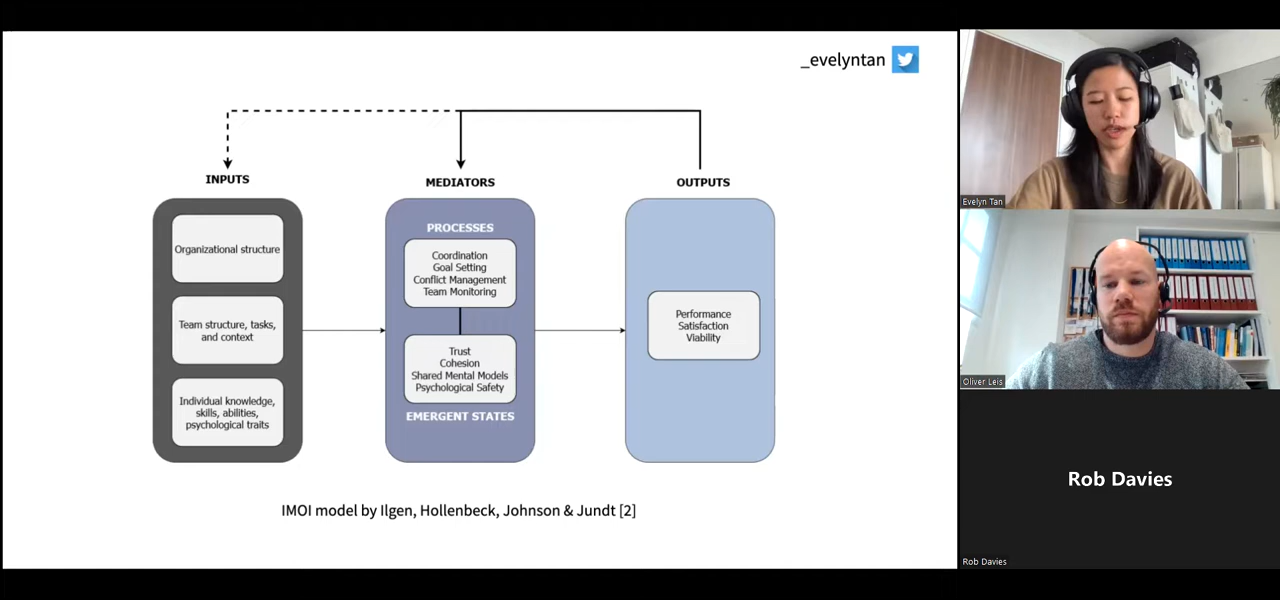 _evelyntan
INPUTS
Organizational structure
Team structure, tasks,
and context
Individual knowledge,
skills, abilities,
psychological traits
MEDIATORS
PROCESSES
Coordination
Goal Setting
Conflict Management
Team Monitoring
Trust
Cohesion
Shared Mental Models
Psychological Safety
EMERGENT STATES
OUTPUTS
Performance
Satisfaction
Viability
IMOI model by Ilgen, Hollenbeck, Johnson & Jundt [2]
Evelyn Tan
Oliver Leis
Rob Davies
Rob Davies